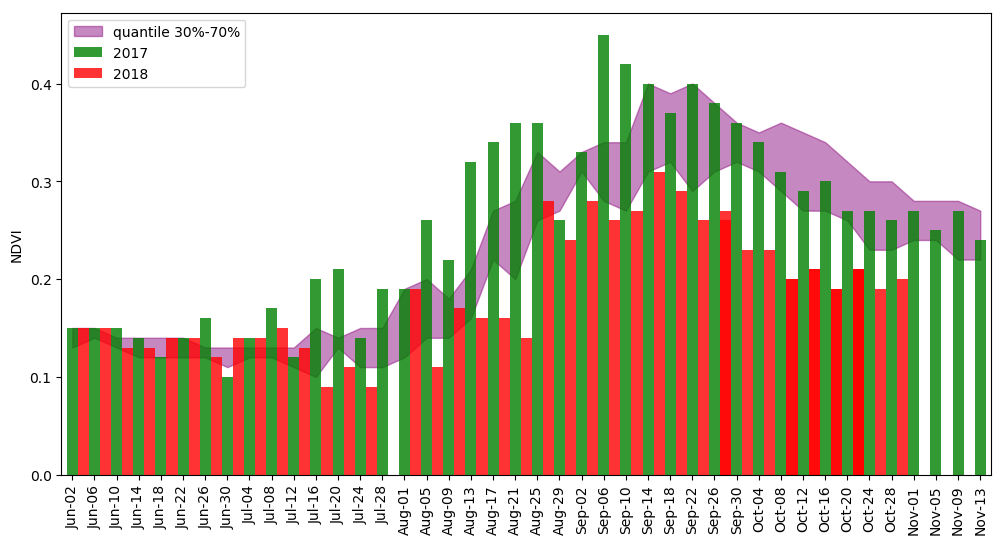 quantile 30%-70%
2017
2018
NDVI
0.4
0.3
0.2
0.1
0.0
Jun-02
Jun-06
Jun-10
Jun-14
Jun-18
Jun-22
Jun-26
Jun-30
Jul-04
Jul-08
Jul-12
Jul-16
Jul-20
Jul-24
Jul-28
Aug-01
Aug-05
Aug-09
Aug-13
Aug-17
Aug-21
Aug-25
Aug-29
Sep-02
Sep-06
Sep-10
Sep-14
Sep-18
Sep-22
Sep-26
Sep-30
Oct-04
Oct-08
Oct-12
Oct-16
Oct-20
Oct-24
Oct-28
Nov-01
Nov-05
Nov-09
Nov-13